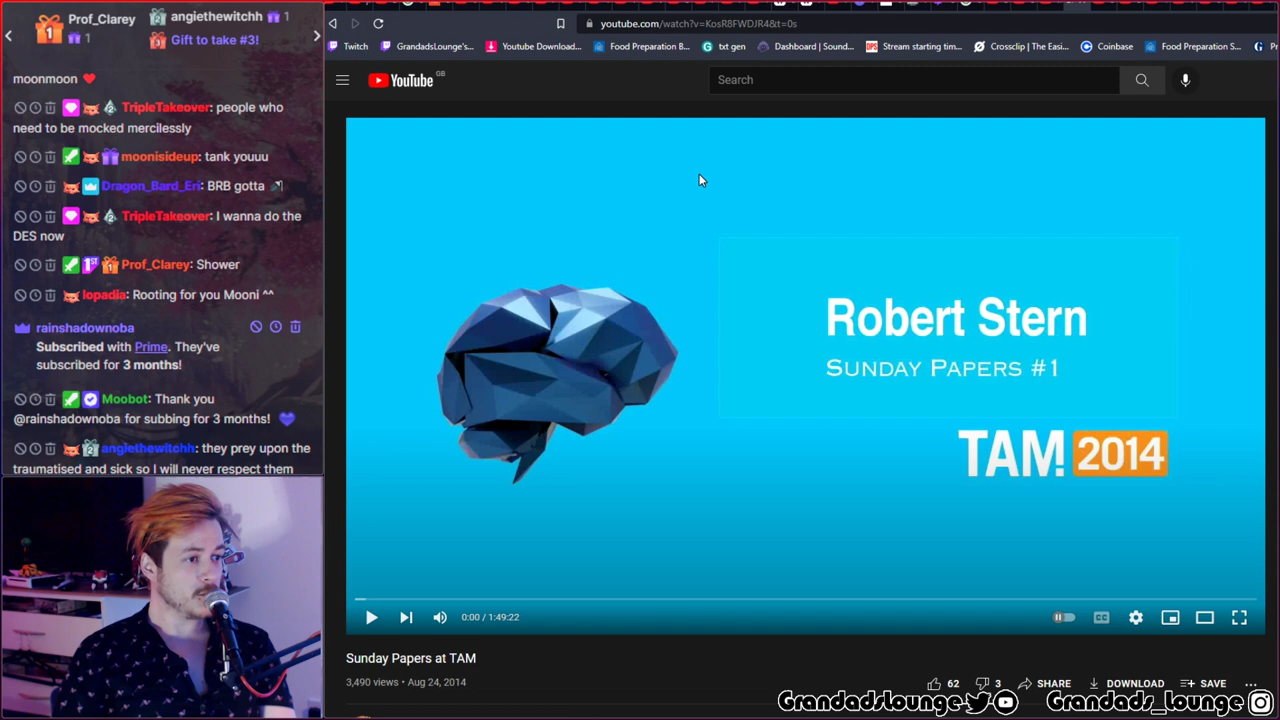 Prof_Clarey
1
angiethewitchh 1
Gift to take #3!
moonmoon
TripleTakeover: people who
need to be mocked mercilessly
moonisideup: tank youuu
Dragon_Bard_Eri: BRB gotta
TripleTakeover: I wanna do the
DES now
Prof_Clarey: Shower
lopadia: Rooting for you Mooni ^^
rainshadownoba
Subscribed with Prime. They've
subscribed for 3 months!
Moobot: Thank you
@rainshadownoba for subbing for 3 months!
angiethewitchh: they prey upon the
traumatised and sick so I will never respect them
youtube.com/watch?v=KosR8FWDJR4&t=0s
Twitch GrandadsLounge's... Youtube Download... Food Preparation B... txt gen Dashboard | Sound... Stream starting tim... Crossclip | The Easi... Coinbase Food Preparation S...
YouTube GB
Search
Robert Stern
Sunday Papers #1
TAM! 2014
0:00 / 1:49:22
Sunday Papers at TAM
3,490 views • Aug 24, 2014
62 3 SHARE DOWNLOAD SAVE ...
GrandadsLounge Grandads_lounge